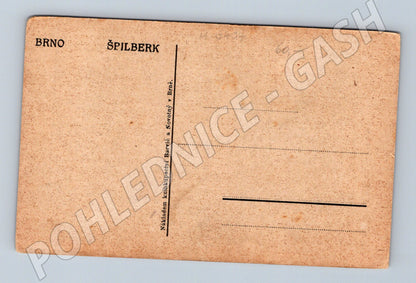 BRNO ŠPILBERK
Nákladem knihkupectví Barvič a Novotný v Brně.
POHLEDNICE - GASH